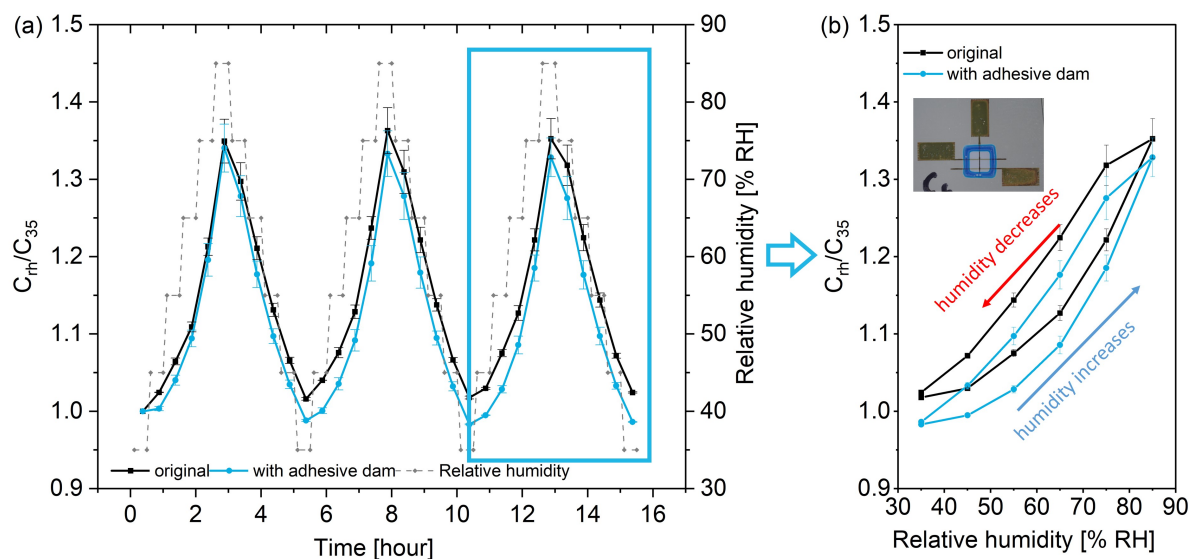 (a)
1.5
1.4
1.3
1.2
1.1
1.0
0.9
C_rh/C_35
90
80
70
60
50
40
30
Relative humidity [% RH]
original
with adhesive dam
Relative humidity
0
2
4
6
8
10
12
14
16
Time [hour]
(b)
1.5
1.4
1.3
1.2
1.1
1.0
0.9
C_rh/C_35
original
with adhesive dam
humidity decreases
humidity increases
30
40
50
60
70
80
90
Relative humidity [% RH]